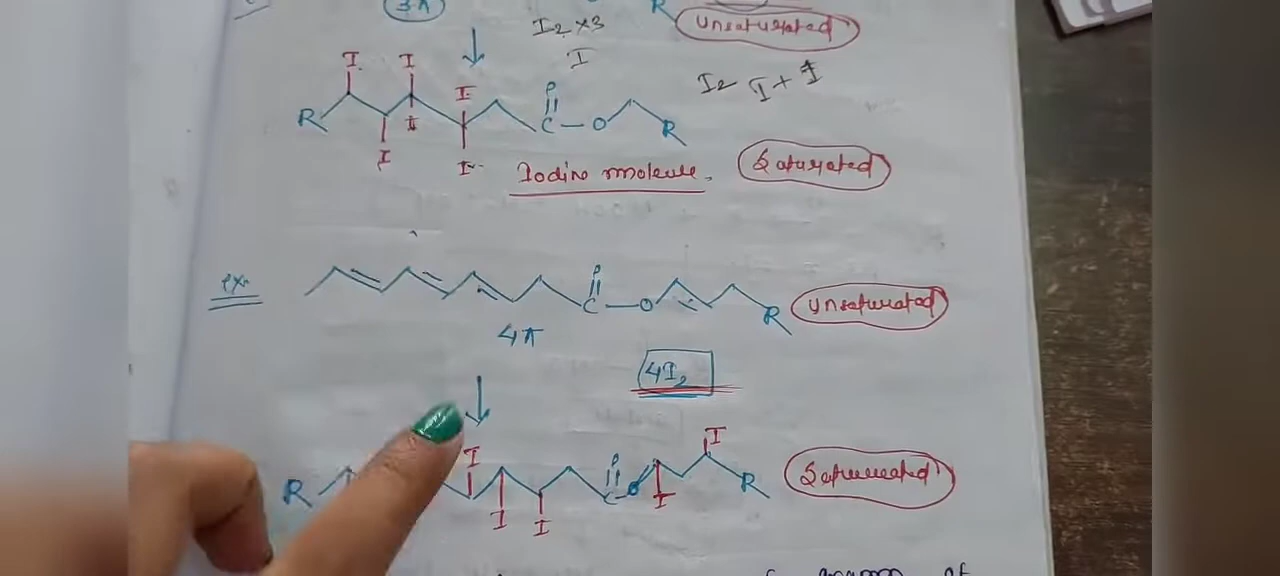 3π
I₂ ×3
R
Unsaturated
I
I I
I₂ I + I
I
R I I C O R
O
I I
Iodine molecule. Saturated
ex:
O
C O R
Unsaturated
4π
4I₂
I
I
O
R C O R
I
Saturated
I I